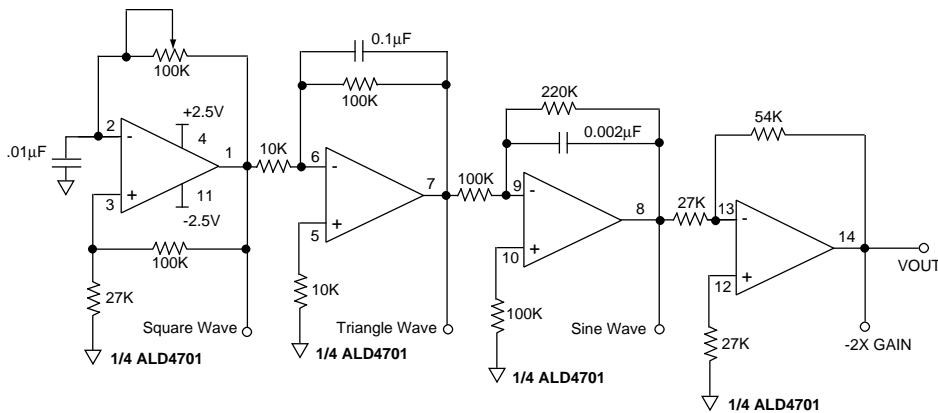 0.1µF
100K
100K
220K
0.002µF
54K
+2.5V
2
-
4
.01µF
1
10K
6
-
7
100K
9
-
8
27K
13
-
14
VOUT
+
11
3
-2.5V
+
5
+
10
+
12
100K
27K
10K
100K
27K
Square Wave
Triangle Wave
Sine Wave
-2X GAIN
1/4 ALD4701
1/4 ALD4701
1/4 ALD4701
1/4 ALD4701